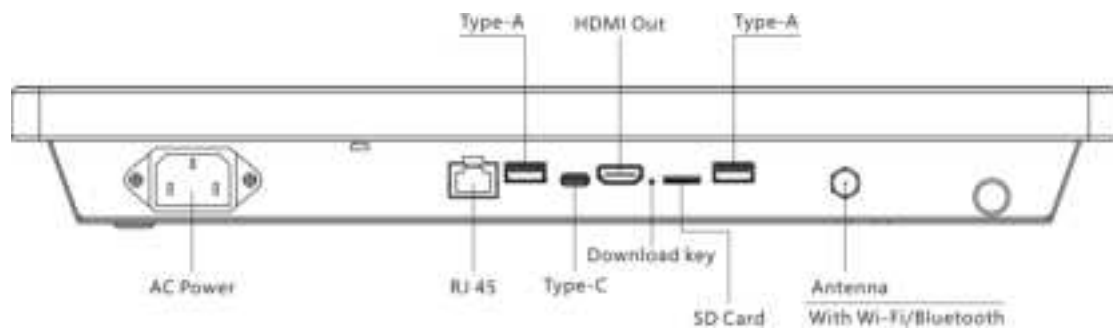 Type-A
HDMI Out
Type-A
AC Power
RJ 45
Type-C
Download key
SD Card
Antenna
With Wi-Fi/Bluetooth